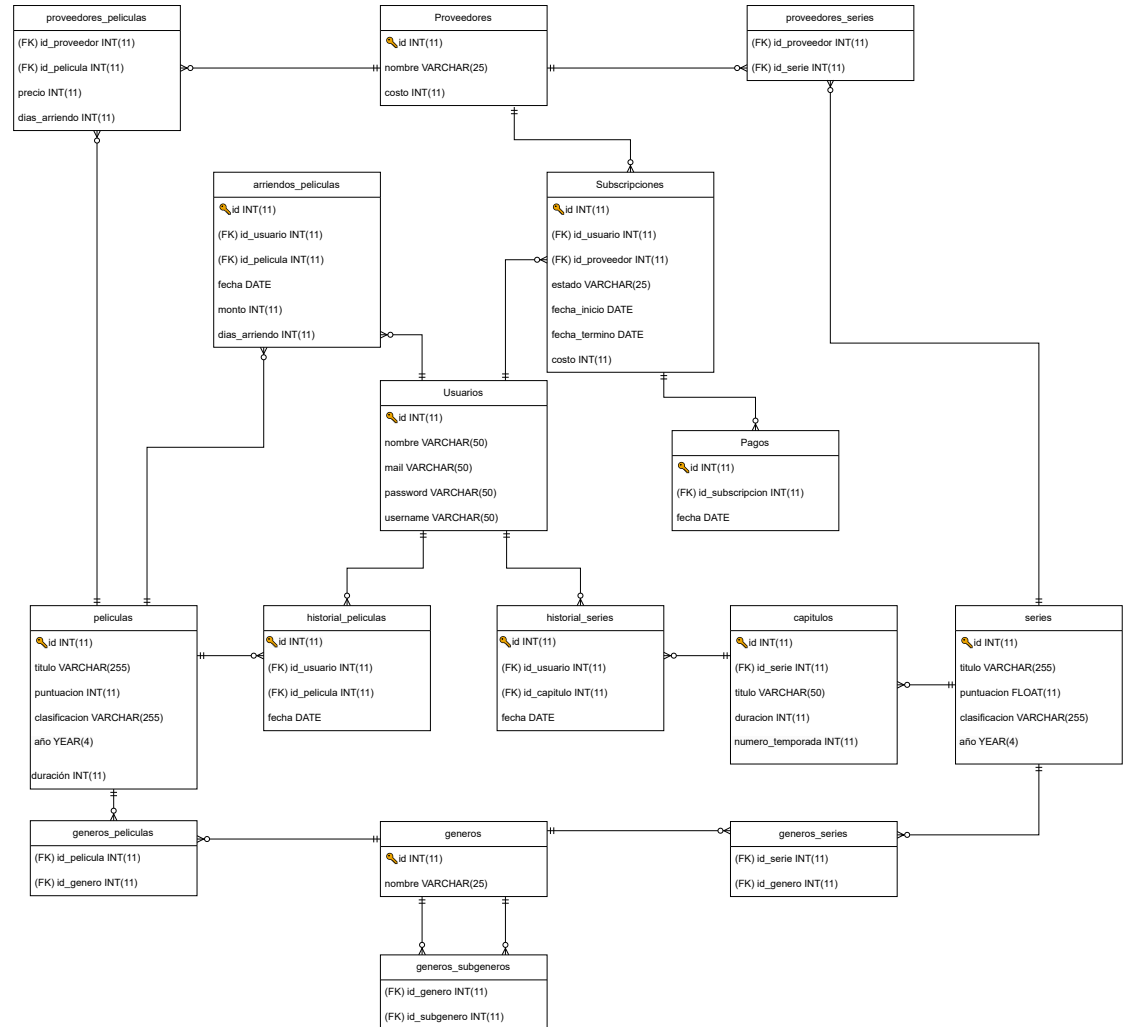 proveedores_peliculas
(FK) id_proveedor INT(11)
(FK) id_pelicula INT(11)
precio INT(11)
dias_arriendo INT(11)
Proveedores
id INT(11)
nombre VARCHAR(25)
costo INT(11)
proveedores_series
(FK) id_proveedor INT(11)
(FK) id_serie INT(11)
arriendos_peliculas
id INT(11)
(FK) id_usuario INT(11)
(FK) id_pelicula INT(11)
fecha DATE
monto INT(11)
dias_arriendo INT(11)
Subscripciones
id INT(11)
(FK) id_usuario INT(11)
(FK) id_proveedor INT(11)
estado VARCHAR(25)
fecha_inicio DATE
fecha_termino DATE
costo INT(11)
Usuarios
id INT(11)
nombre VARCHAR(50)
mail VARCHAR(50)
password VARCHAR(50)
username VARCHAR(50)
Pagos
id INT(11)
(FK) id_subscripcion INT(11)
fecha DATE
peliculas
id INT(11)
titulo VARCHAR(255)
puntuacion INT(11)
clasificacion VARCHAR(255)
año YEAR(4)
duración INT(11)
historial_peliculas
id INT(11)
(FK) id_usuario INT(11)
(FK) id_pelicula INT(11)
fecha DATE
historial_series
id INT(11)
(FK) id_usuario INT(11)
(FK) id_capitulo INT(11)
fecha DATE
capitulos
id INT(11)
(FK) id_serie INT(11)
titulo VARCHAR(50)
duracion INT(11)
numero_temporada INT(11)
series
id INT(11)
titulo VARCHAR(255)
puntuacion FLOAT(11)
clasificacion VARCHAR(255)
año YEAR(4)
generos_peliculas
(FK) id_pelicula INT(11)
(FK) id_genero INT(11)
generos
id INT(11)
nombre VARCHAR(25)
generos_series
(FK) id_serie INT(11)
(FK) id_genero INT(11)
generos_subgeneros
(FK) id_genero INT(11)
(FK) id_subgenero INT(11)